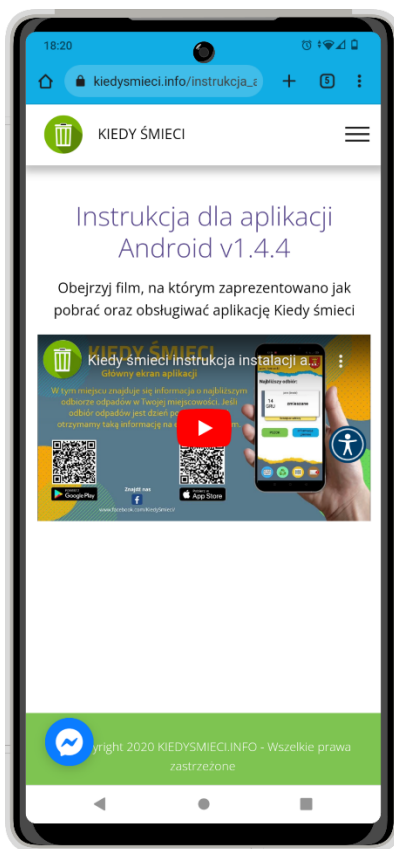 18:20
kiedysmieci.info/instrukcja_a
5
KIEDY ŚMIECI
Instrukcja dla aplikacji
Android v1.4.4
Obejrzyj film, na którym zaprezentowano jak
pobrać oraz obsługiwać aplikację Kiedy śmieci
KIEDY ŚMIECI
Kiedy śmieci instrukcja instalacji a...
Główny ekran aplikacji
W tym miejscu znajduje się informacja o najbliższym
odbiorze odpadów w Twojej miejscowości. Jeśli
odbiór odpadów jest dzień po
otrzymamy taką informację na
Najbliższy odbiór:
14
GRU
zmieszane
Google Play
Znajdź nas
App Store
www.facebook.com/KiedySmieci/
yright 2020 KIEDYSMIECI.INFO - Wszelkie prawa
zastrzeżone